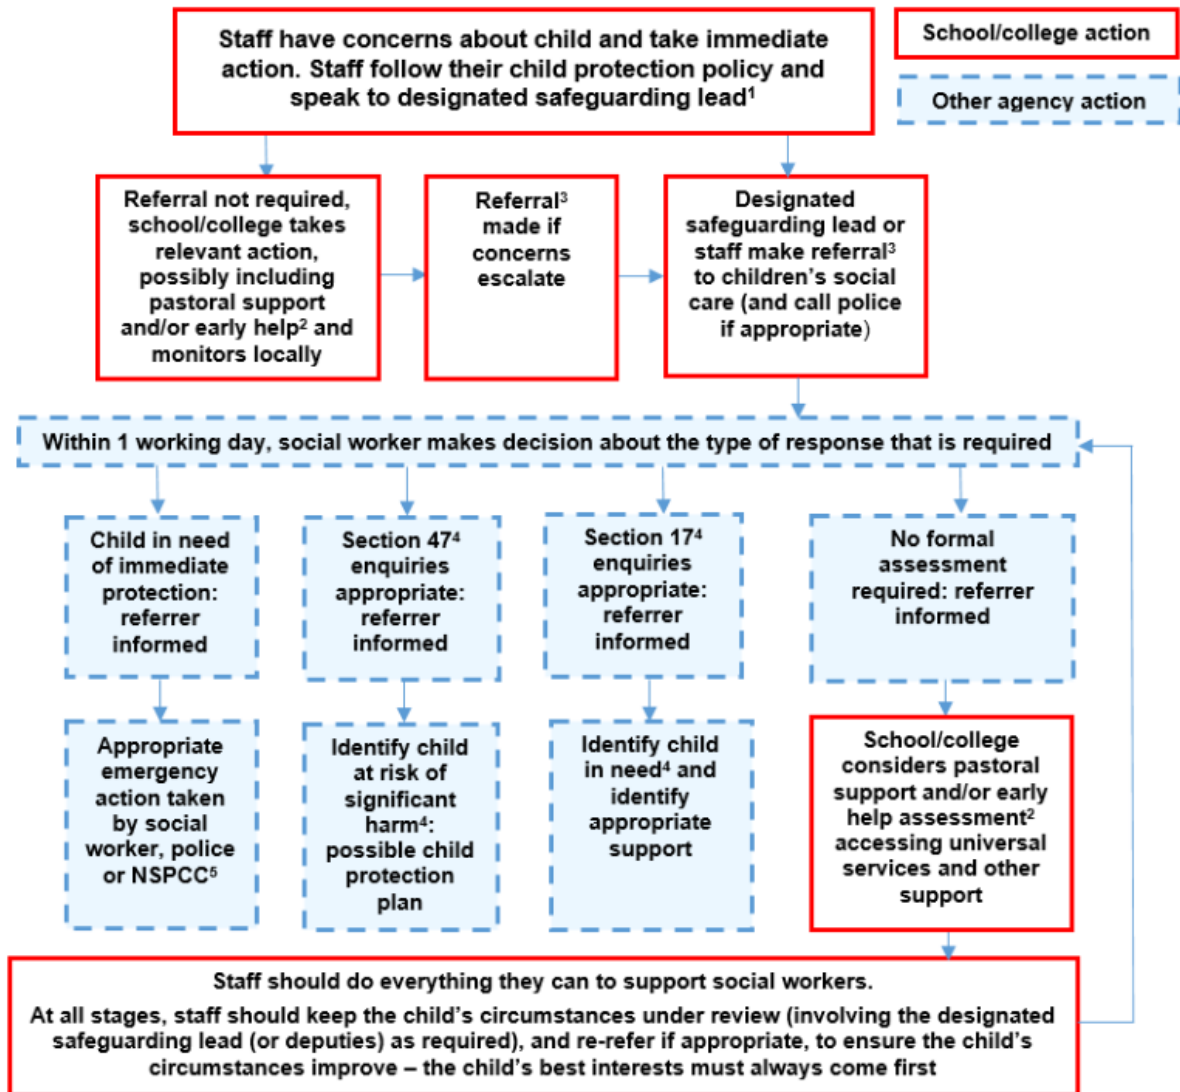 Staff have concerns about child and take immediate
action. Staff follow their child protection policy and
speak to designated safeguarding lead¹
School/college action
Other agency action
Referral not required,
school/college takes
relevant action,
possibly including
pastoral support
and/or early help² and
monitors locally
Referral³
made if
concerns
escalate
Designated
safeguarding lead or
staff make referral³
to children’s social
care (and call police
if appropriate)
Within 1 working day, social worker makes decision about the type of response that is required
Child in need
of immediate
protection:
referrer
informed
Section 47⁴
enquiries
appropriate:
referrer
informed
Section 17⁴
enquiries
appropriate:
referrer
informed
No formal
assessment
required: referrer
informed
Appropriate
emergency
action taken
by social
worker, police
or NSPCC⁵
Identify child
at risk of
significant
harm⁴:
possible child
protection
plan
Identify child
in need⁴ and
identify
appropriate
support
School/college
considers pastoral
support and/or early
help assessment²
accessing universal
services and other
support
Staff should do everything they can to support social workers.
At all stages, staff should keep the child’s circumstances under review (involving the designated
safeguarding lead (or deputies) as required), and re-refer if appropriate, to ensure the child’s
circumstances improve – the child’s best interests must always come first